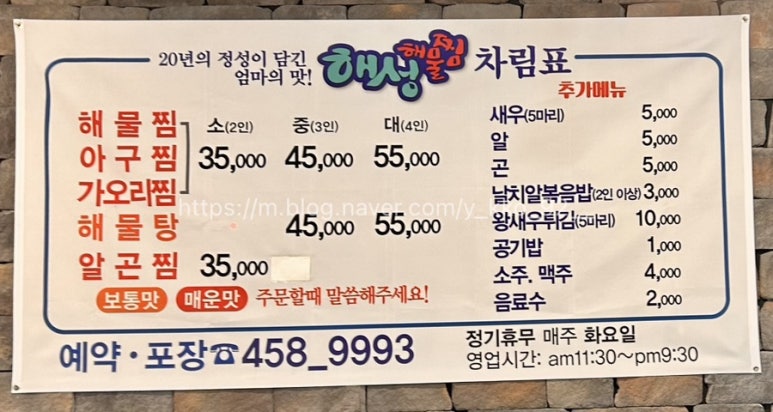 20년의 정성이 담긴
엄마의 맛!
해성 해물찜 차림표
소(2인) 중(3인) 대(4인)
해물찜
아구찜 35,000 45,000 55,000
가오리찜
해물탕 45,000 55,000
알곤찜 35,000
보통맛 매운맛 주문할때 말씀해주세요!
추가메뉴
새우(5마리) 5,000
알 5,000
곤 5,000
날치알볶음밥(2인 이상) 3,000
왕새우튀김(5마리) 10,000
공기밥 1,000
소주. 맥주 4,000
음료수 2,000
예약·포장☎458_9993
정기휴무 매주 화요일
영업시간: am11:30~pm9:30
https://m.blog.naver.com/y_